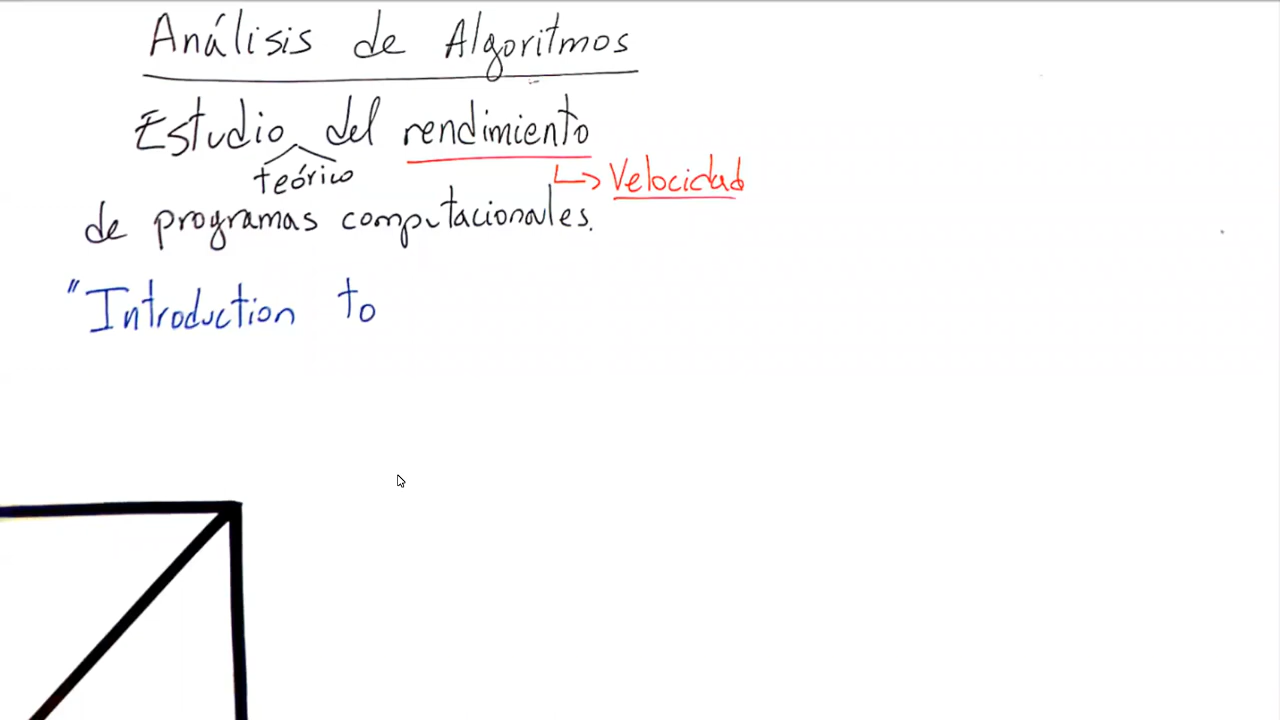 Análisis de Algoritmos
Estudio del rendimiento
teórico
Velocidad
de programas computacionales.
"Introduction to